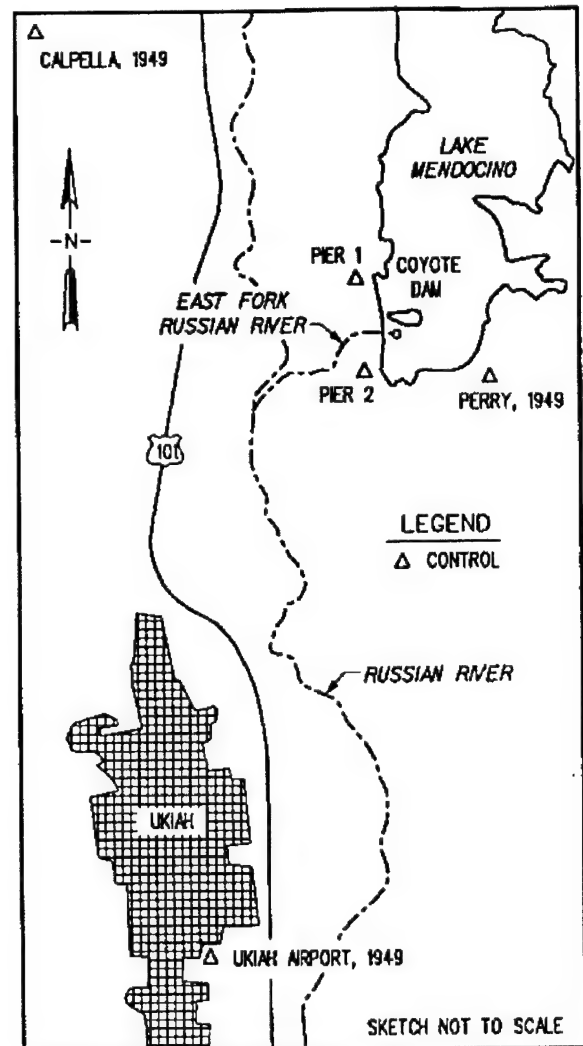 CALPELLA, 1949
-N-
LAKE
MENDOCINO
PIER 1
COYOTE
DAM
EAST FORK
RUSSIAN RIVER
PIER 2
PERRY, 1949
101
LEGEND
△ CONTROL
RUSSIAN RIVER
UKIAH
UKIAH AIRPORT, 1949
SKETCH NOT TO SCALE